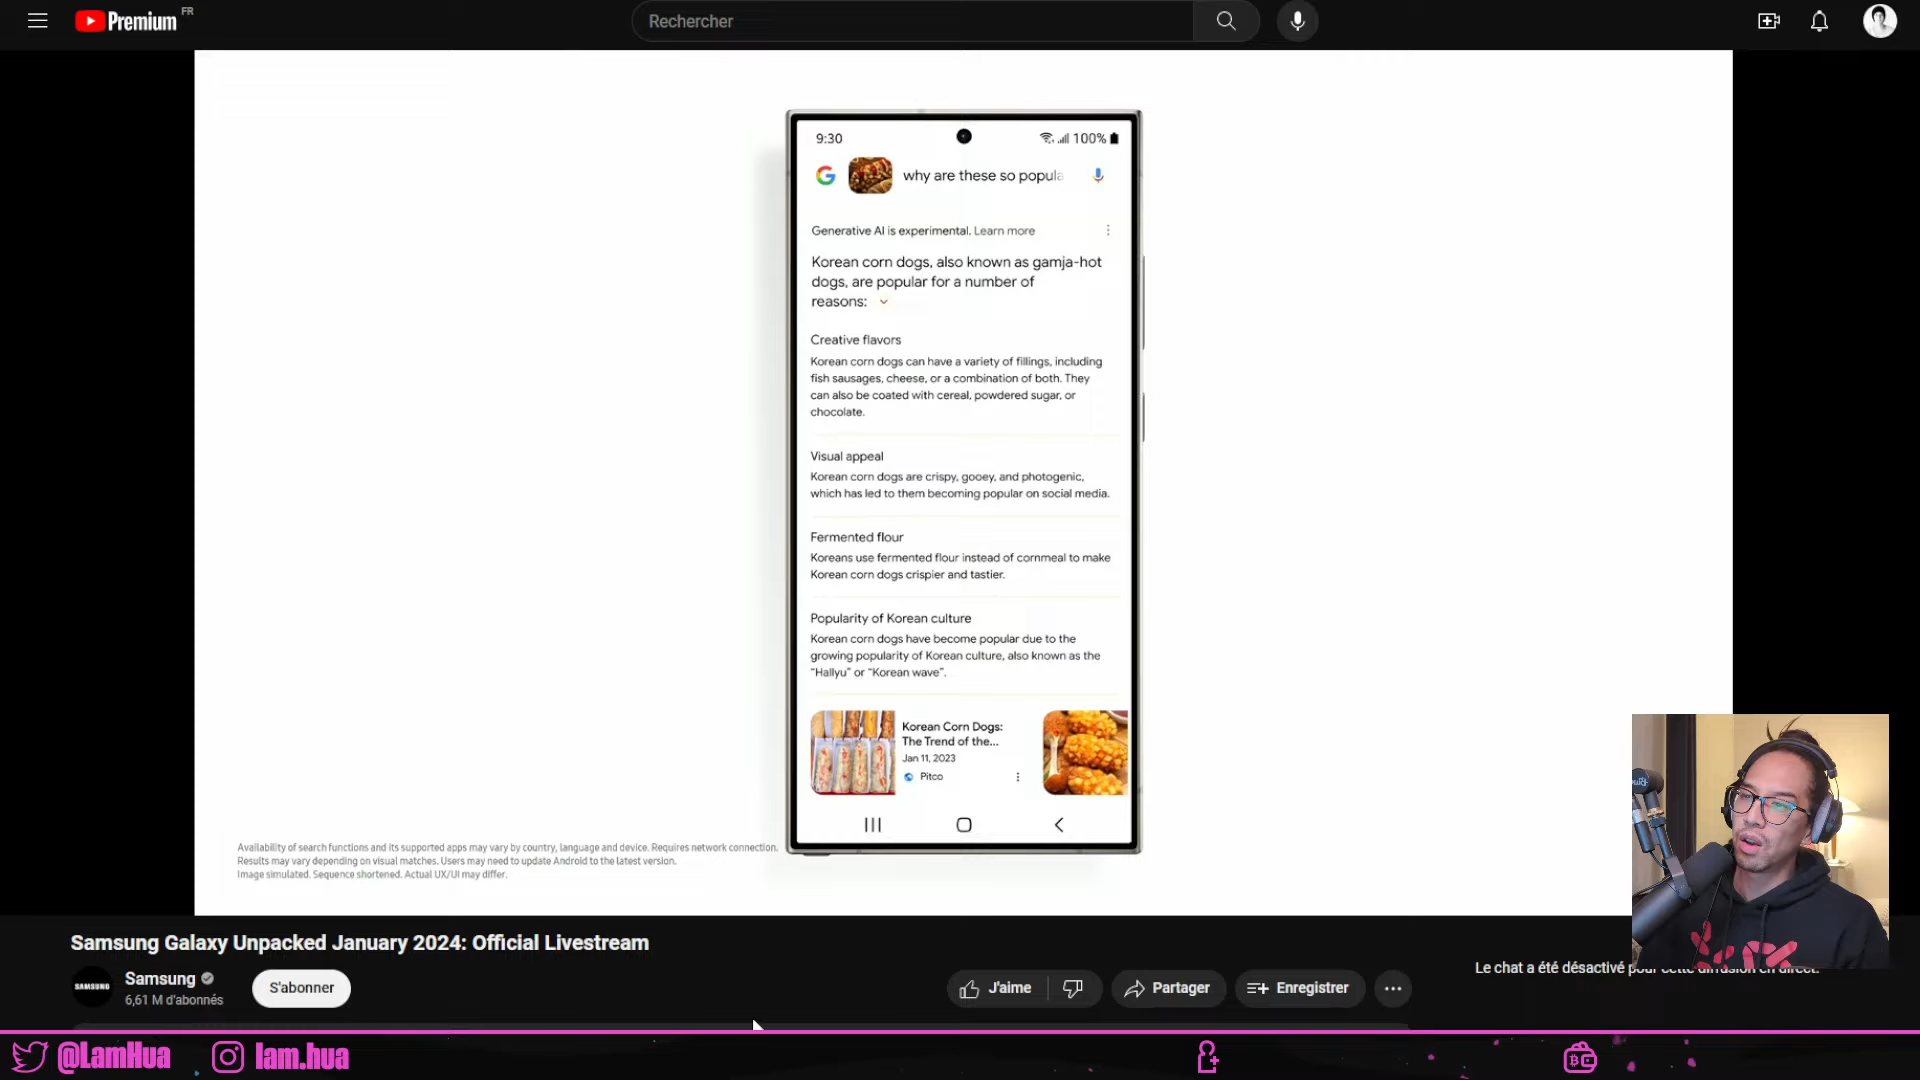 Premium
FR
Rechercher
9:30
100%
why are these so popula
Generative AI is experimental. Learn more
Korean corn dogs, also known as gamja-hot
dogs, are popular for a number of
reasons:
Creative flavors
Korean corn dogs can have a variety of fillings, including
fish sausages, cheese, or a combination of both. They
can also be coated with cereal, powdered sugar, or
chocolate.
Visual appeal
Korean corn dogs are crispy, gooey, and photogenic,
which has led to them becoming popular on social media.
Fermented flour
Koreans use fermented flour instead of cornmeal to make
Korean corn dogs crispier and tastier.
Popularity of Korean culture
Korean corn dogs have become popular due to the
growing popularity of Korean culture, also known as the
"Hallyu" or "Korean wave".
Korean Corn Dogs:
The Trend of the...
Jan 11, 2023
Pitco
Availability of search functions and its supported apps may vary by country, language and device. Requires network connection.
Results may vary depending on visual matches. Users may need to update Android to the latest version.
Image simulated. Sequence shortened. Actual UX/UI may differ.
Samsung Galaxy Unpacked January 2024: Official Livestream
SAMSUNG
Samsung
6,61 M d'abonnés
S'abonner
J'aime
Partager
Enregistrer
Le chat a été désactivé pour cette diffusion en direct.
@LamHua
lam.hua